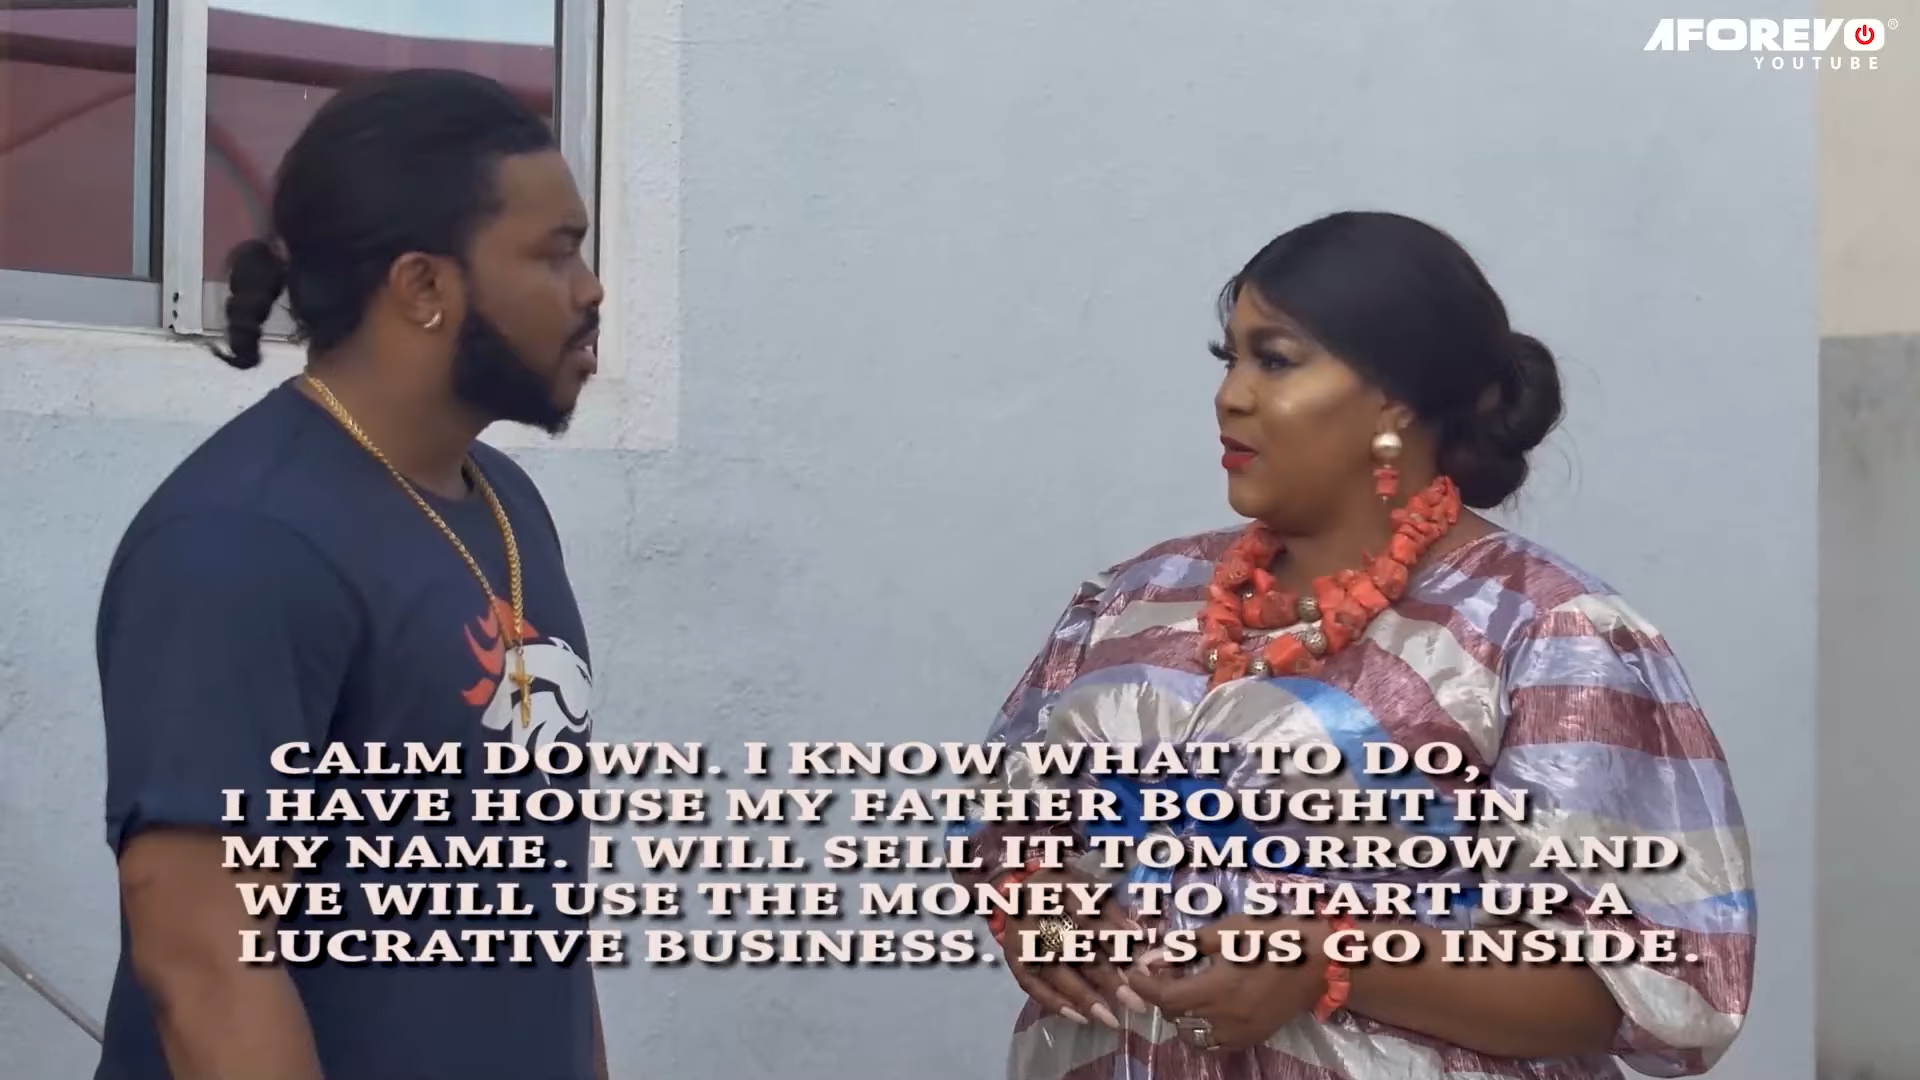 AFOREVO®
YOUTUBE
CALM DOWN. I KNOW WHAT TO DO,
I HAVE HOUSE MY FATHER BOUGHT IN
MY NAME. I WILL SELL IT TOMORROW AND
WE WILL USE THE MONEY TO START UP A
LUCRATIVE BUSINESS. LET'S US GO INSIDE.